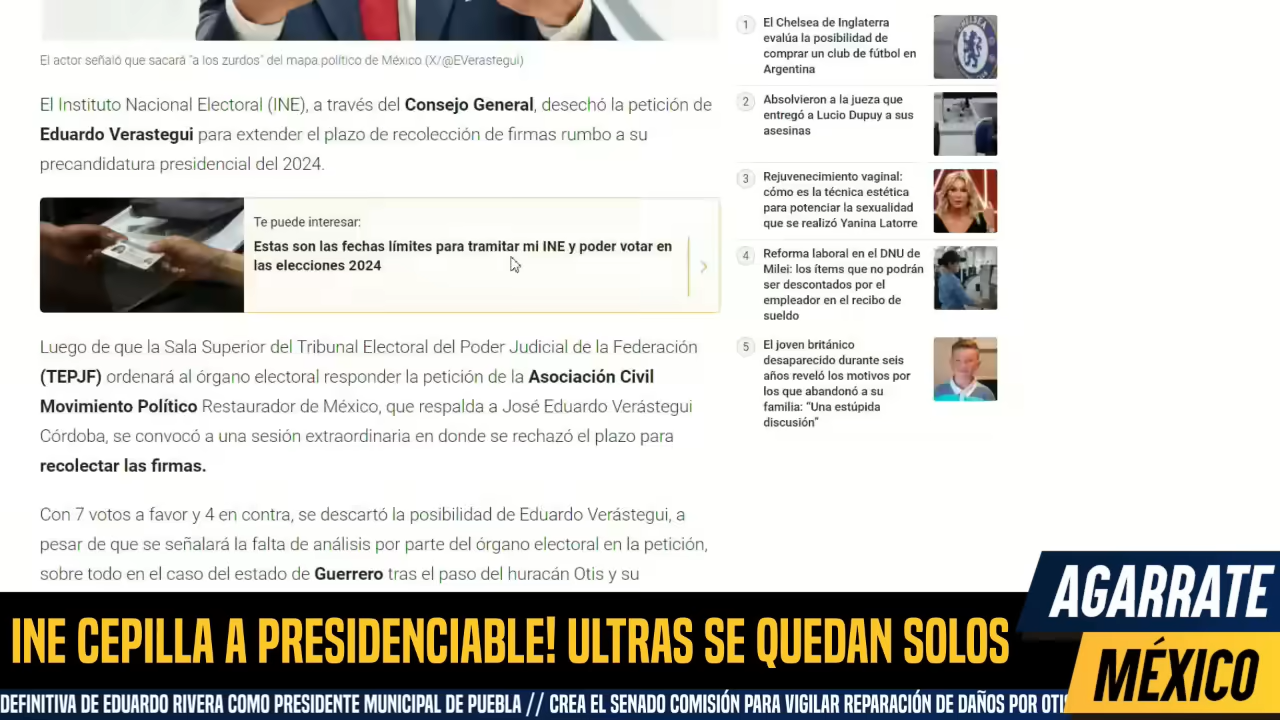 El actor señaló que sacará "a los zurdos" del mapa político de México (X/@EVerastegui)
El Instituto Nacional Electoral (INE), a través del Consejo General, desechó la petición de
Eduardo Verastegui para extender el plazo de recolección de firmas rumbo a su
precandidatura presidencial del 2024.
Te puede interesar:
Estas son las fechas límites para tramitar mi INE y poder votar en
las elecciones 2024
Luego de que la Sala Superior del Tribunal Electoral del Poder Judicial de la Federación
(TEPJF) ordenará al órgano electoral responder la petición de la Asociación Civil
Movimiento Político Restaurador de México, que respalda a José Eduardo Verástegui
Córdoba, se convocó a una sesión extraordinaria en donde se rechazó el plazo para
recolectar las firmas.
Con 7 votos a favor y 4 en contra, se descartó la posibilidad de Eduardo Verástegui, a
pesar de que se señalará la falta de análisis por parte del órgano electoral en la petición,
sobre todo en el caso del estado de Guerrero tras el paso del huracán Otis y su
1
El Chelsea de Inglaterra
evalúa la posibilidad de
comprar un club de fútbol en
Argentina
2
Absolvieron a la jueza que
entregó a Lucio Dupuy a sus
asesinas
3
Rejuvenecimiento vaginal:
cómo es la técnica estética
para potenciar la sexualidad
que se realizó Yanina Latorre
4
Reforma laboral en el DNU de
Milei: los ítems que no podrán
ser descontados por el
empleador en el recibo de
sueldo
5
El joven británico
desaparecido durante seis
años reveló los motivos por
los que abandonó a su
familia: “Una estúpida
discusión”
INE CEPILLA A PRESIDENCIABLE! ULTRAS SE QUEDAN SOLOS
AGARRATE
MÉXICO
DEFINITIVA DE EDUARDO RIVERA COMO PRESIDENTE MUNICIPAL DE PUEBLA // CREA EL SENADO COMISIÓN PARA VIGILAR REPARACIÓN DE DAÑOS POR OTIS